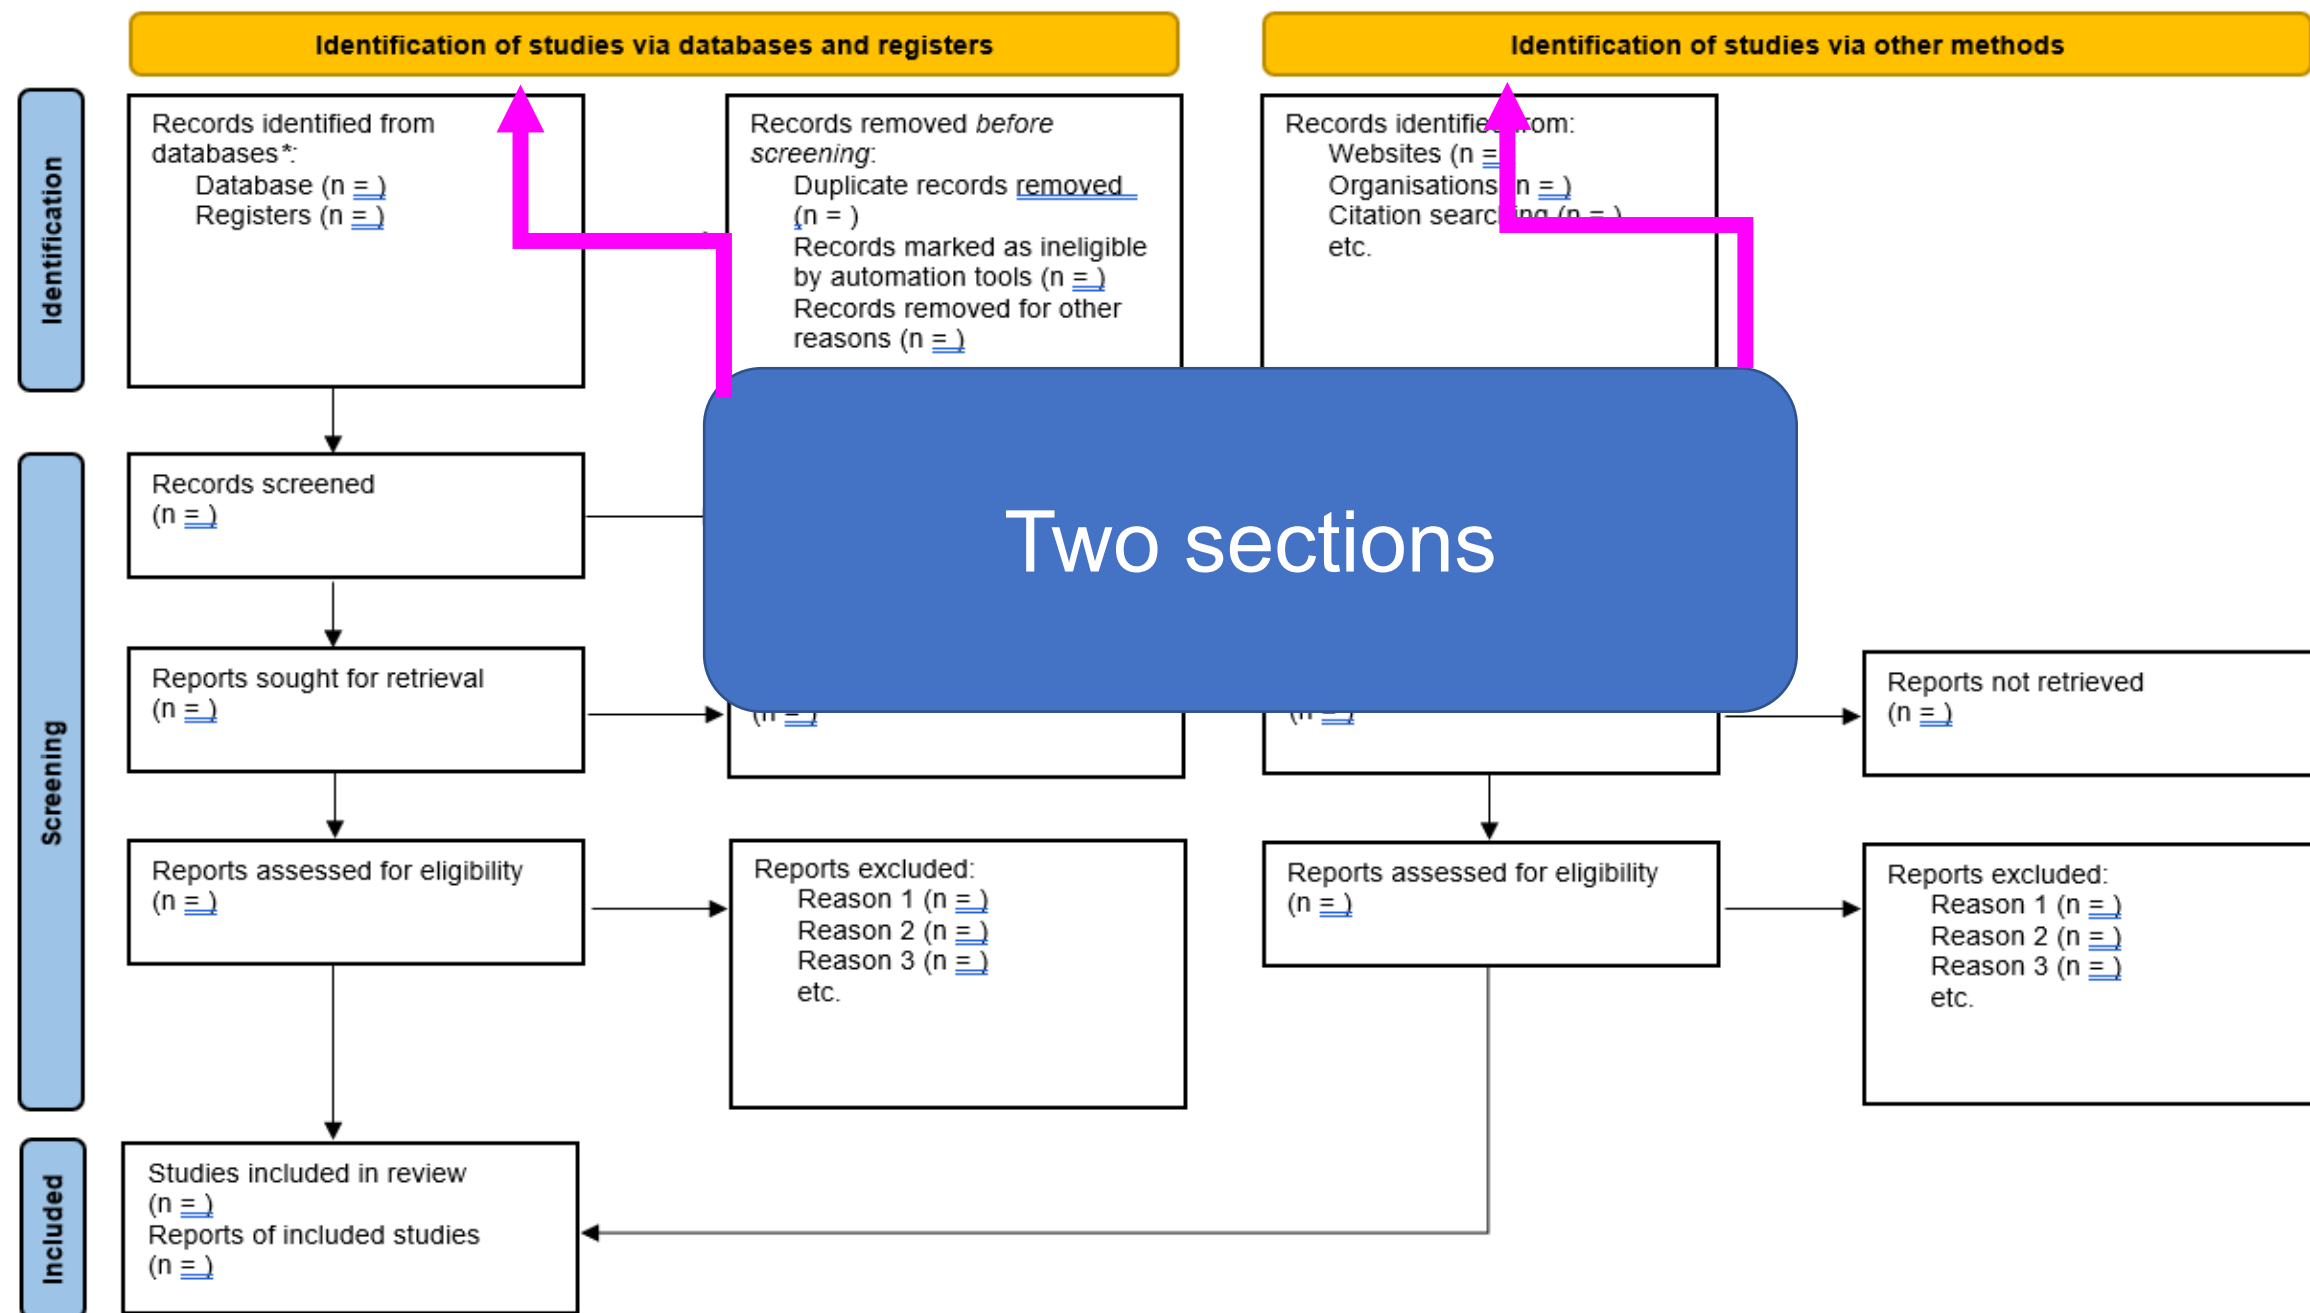 Identification of studies via databases and registers
Identification of studies via other methods
Identification
Records identified from
databases*:
Database (n = )
Registers (n = )
Records removed before
screening:
Duplicate records removed
(n = )
Records marked as ineligible
by automation tools (n = )
Records removed for other
reasons (n = )
Records identified from:
Websites (n =
Organisations (n = )
Citation searching (n = )
etc.
Two sections
Screening
Records screened
(n = )
Reports sought for retrieval
(n = )
(n = )
(n = )
Reports not retrieved
(n = )
Reports assessed for eligibility
(n = )
Reports excluded:
Reason 1 (n = )
Reason 2 (n = )
Reason 3 (n = )
etc.
Reports assessed for eligibility
(n = )
Reports excluded:
Reason 1 (n = )
Reason 2 (n = )
Reason 3 (n = )
etc.
Included
Studies included in review
(n = )
Reports of included studies
(n = )